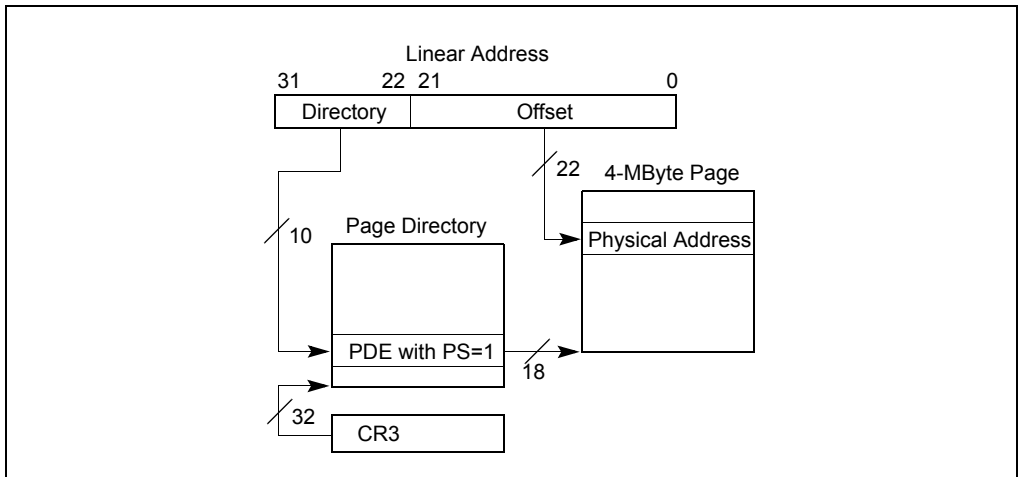 Linear Address
31 22 21 0
Directory Offset
22
4-MByte Page
10
Page Directory
Physical Address
PDE with PS=1
18
32
CR3